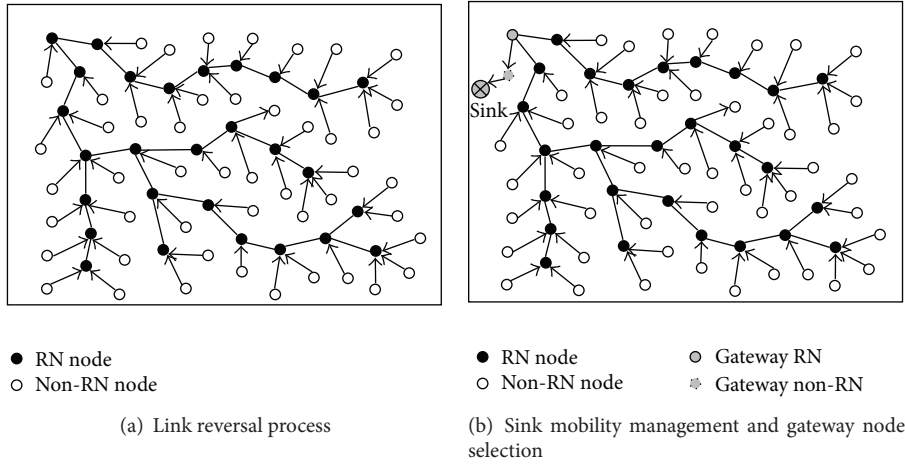 Sink
RN node
Non-RN node
RN node
Non-RN node
Gateway RN
Gateway non-RN
(a) Link reversal process
(b) Sink mobility management and gateway node
selection